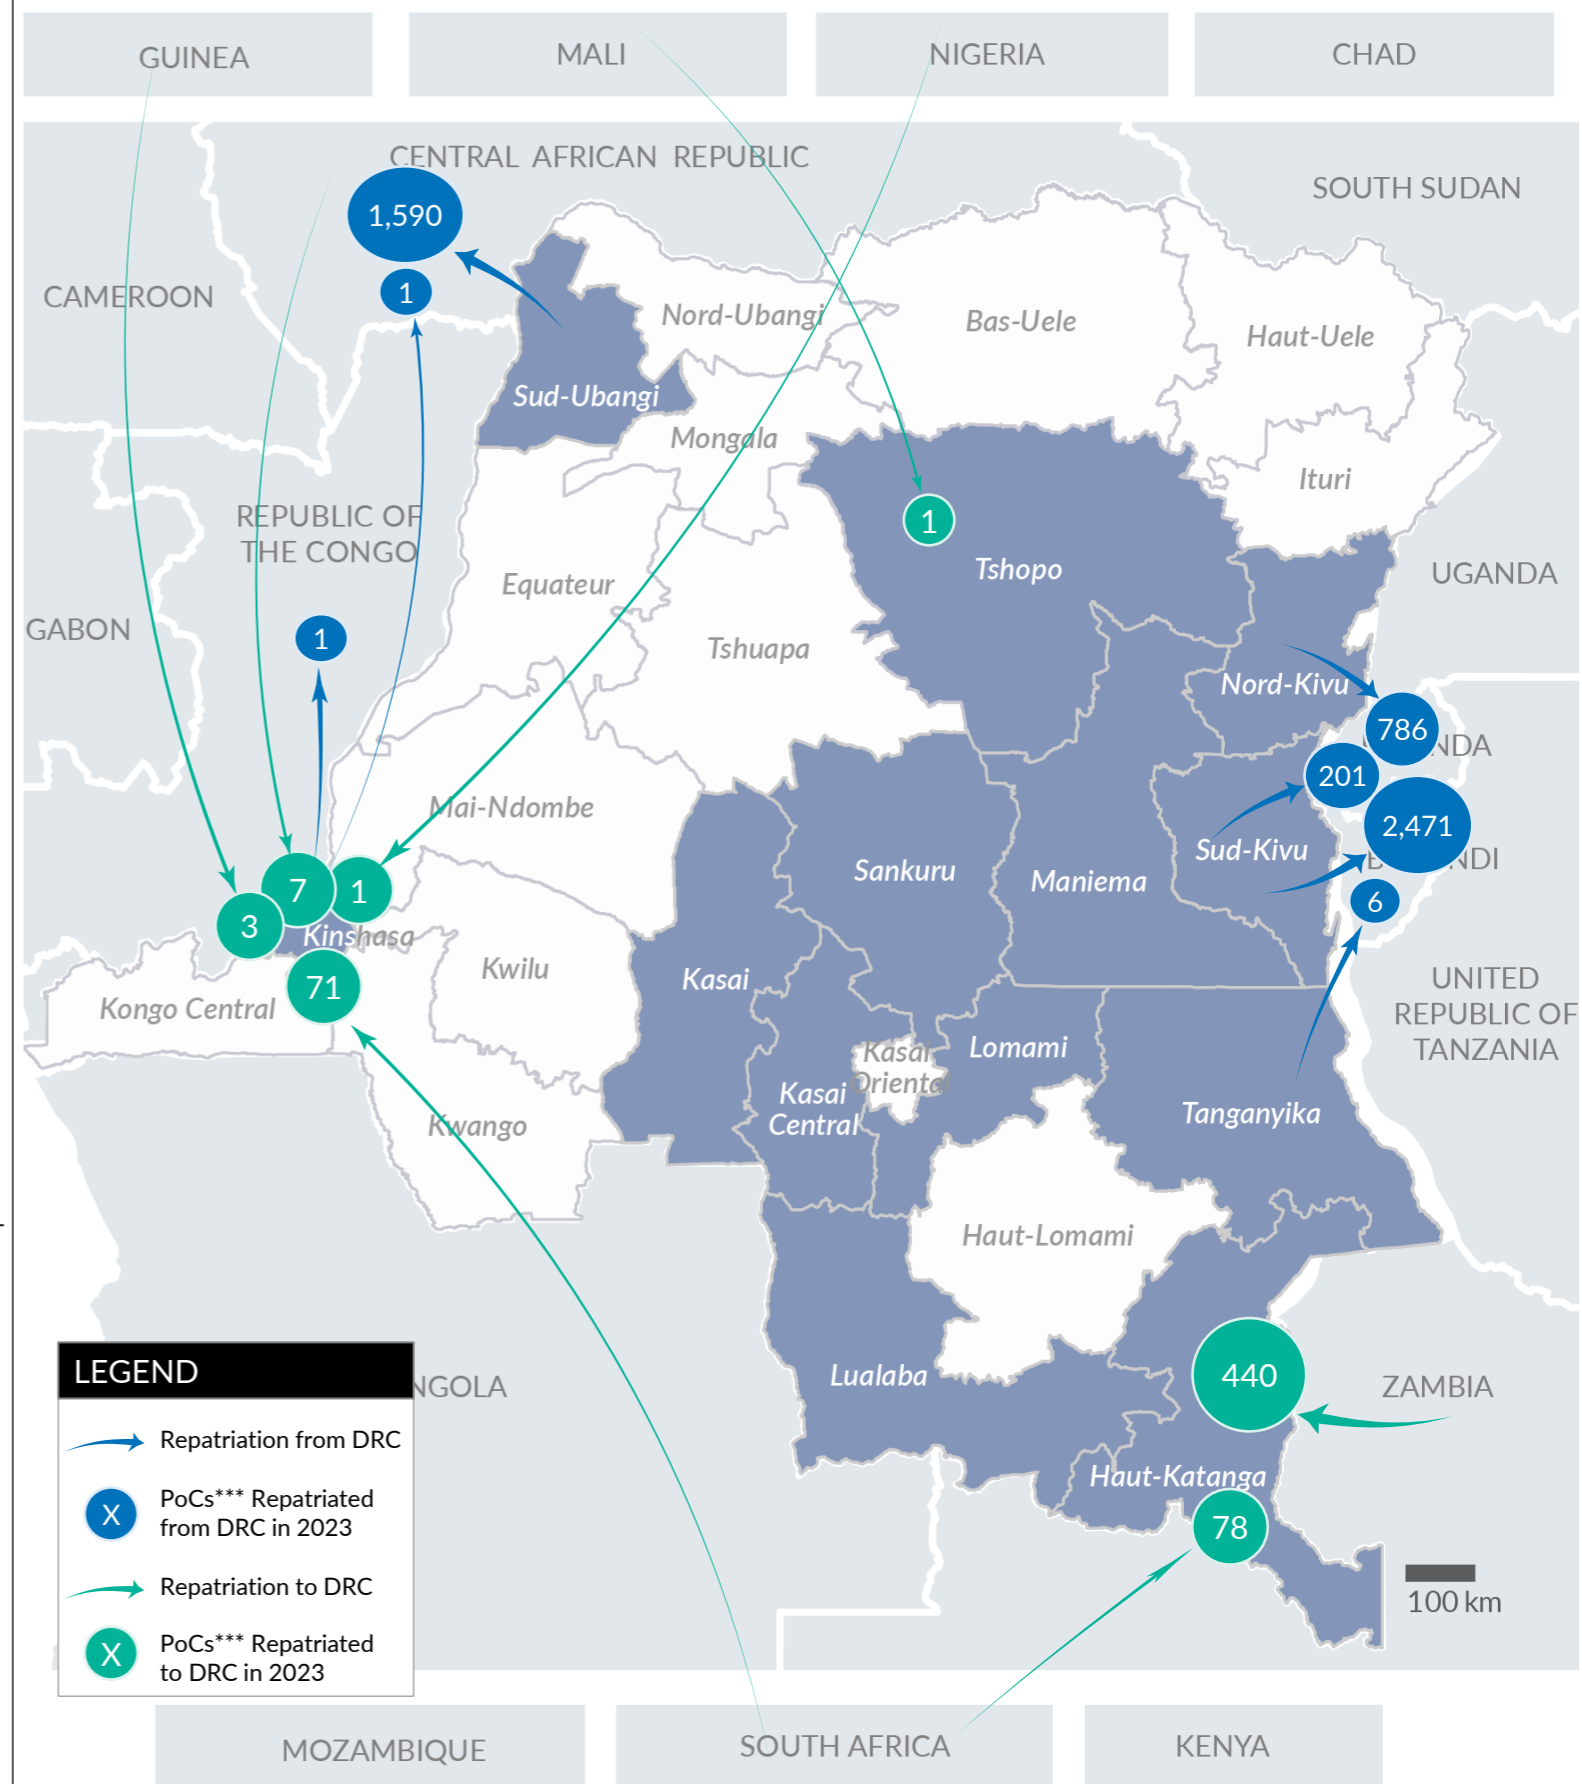 GUINEA
MALI
NIGERIA
CHAD
CENTRAL AFRICAN REPUBLIC
SOUTH SUDAN
1,590
1
CAMEROON
Nord-Ubangi
Bas-Uele
Haut-Uele
Sud-Ubangi
Mongala
Ituri
REPUBLIC OF
THE CONGO
1
Tshopo
UGANDA
Equateur
GABON
1
Tshuapa
Nord-Kivu
786
NDA
201
2,471
Mai-Ndombe
Sud-Kivu
B
NDI
Sankuru
Maniema
7
1
3
6
Kinshasa
Kwilu
Kasai
71
Kongo Central
UNITED
REPUBLIC OF
TANZANIA
Kasai
Oriental
Lomami
Kasai
Central
Tanganyika
Kwango
Haut-Lomami
Lualaba
440
ZAMBIA
NGOLA
Haut-Katanga
78
100 km
LEGEND
Repatriation from DRC
X
PoCs*** Repatriated
from DRC in 2023
Repatriation to DRC
X
PoCs*** Repatriated
to DRC in 2023
MOZAMBIQUE
SOUTH AFRICA
KENYA